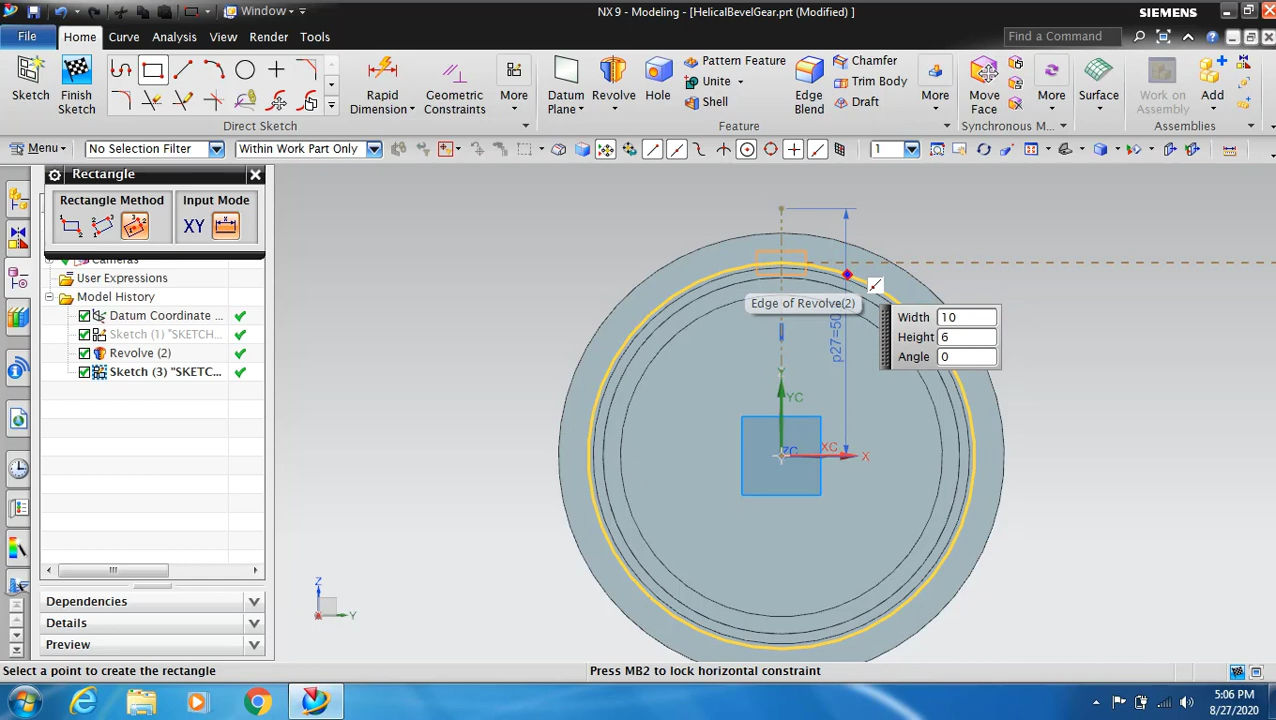 Window
NX 9 - Modeling - [HelicalBevelGear.prt (Modified) ]
SIEMENS
File
Home
Curve
Analysis
View
Render
Tools
Find a Command
Sketch
Finish
Sketch
Rapid
Dimension
Geometric
Constraints
More
Direct Sketch
Datum
Plane
Revolve
Hole
Pattern Feature
Unite
Shell
Edge
Blend
Chamfer
Trim Body
Draft
More
Feature
Move
Face
More
Synchronous M...
Surface
Work on
Assembly
Add
Assemblies
Menu
No Selection Filter
Within Work Part Only
1
Rectangle
Rectangle Method
Input Mode
XY
Cameras
User Expressions
Model History
Datum Coordinate ...
Sketch (1) "SKETCH...
Revolve (2)
Sketch (3) "SKETC...
Dependencies
Details
Preview
Edge of Revolve(2)
p27=50
Width 10
Height 6
Angle 0
Y
YC
ZC
XC
X
Z
Y
Select a point to create the rectangle
Press MB2 to lock horizontal constraint
5:06 PM
8/27/2020